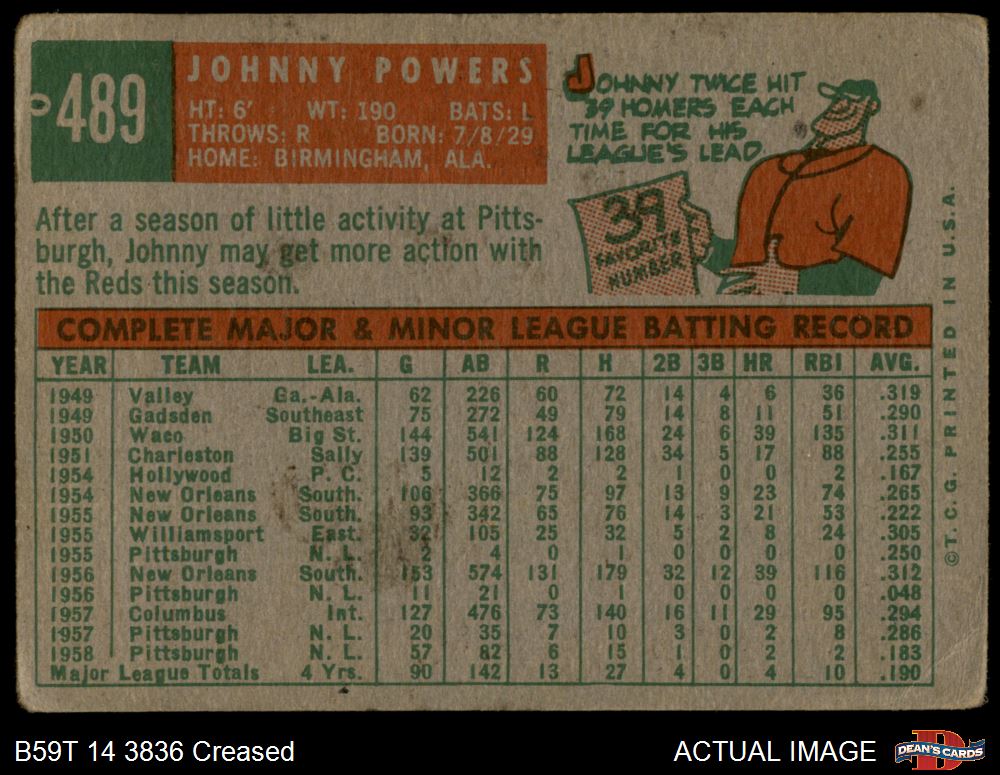 489
JOHNNY POWERS
HT: 6' WT: 190 BATS: L
THROWS: R BORN: 7/8/29
HOME: BIRMINGHAM, ALA.
JOHNNY TWICE HIT
39 HOMERS EACH
TIME FOR HIS
LEAGUE'S LEAD.
39
FAVORITE
NUMBER
After a season of little activity at Pitts-
burgh, Johnny may get more action with
the Reds this season.
COMPLETE MAJOR & MINOR LEAGUE BATTING RECORD
YEAR TEAM LEA. G AB R H 2B 3B HR RBI AVG.
1949 Valley Ga.-Ala. 62 226 60 72 14 4 6 36 .319
1949 Gadsden Southeast 75 272 49 79 14 8 11 51 .290
1950 Waco Big St. 144 541 124 168 24 6 39 135 .311
1951 Charleston Sally 139 501 88 128 34 5 17 88 .255
1954 Hollywood P. C. 5 12 2 2 1 0 0 2 .167
1954 New Orleans South. 106 366 75 97 13 9 23 74 .265
1955 New Orleans South. 93 342 65 76 14 3 21 53 .222
1955 Williamsport East. 32 105 25 32 5 2 8 24 .305
1955 Pittsburgh N. L. 2 4 0 1 0 0 0 0 .250
1956 New Orleans South. 153 574 131 179 32 12 39 116 .312
1956 Pittsburgh N. L. 11 21 0 1 0 0 0 0 .048
1957 Columbus Int. 127 476 73 140 16 11 29 95 .294
1957 Pittsburgh N. L. 20 35 7 10 3 0 2 8 .286
1958 Pittsburgh N. L. 57 82 6 15 1 0 2 2 .183
Major League Totals 4 Yrs. 90 142 13 27 4 0 4 10 .190
©T.C.G. PRINTED IN U.S.A.
B59T 14 3836 Creased
ACTUAL IMAGE
DEAN'S CARDS